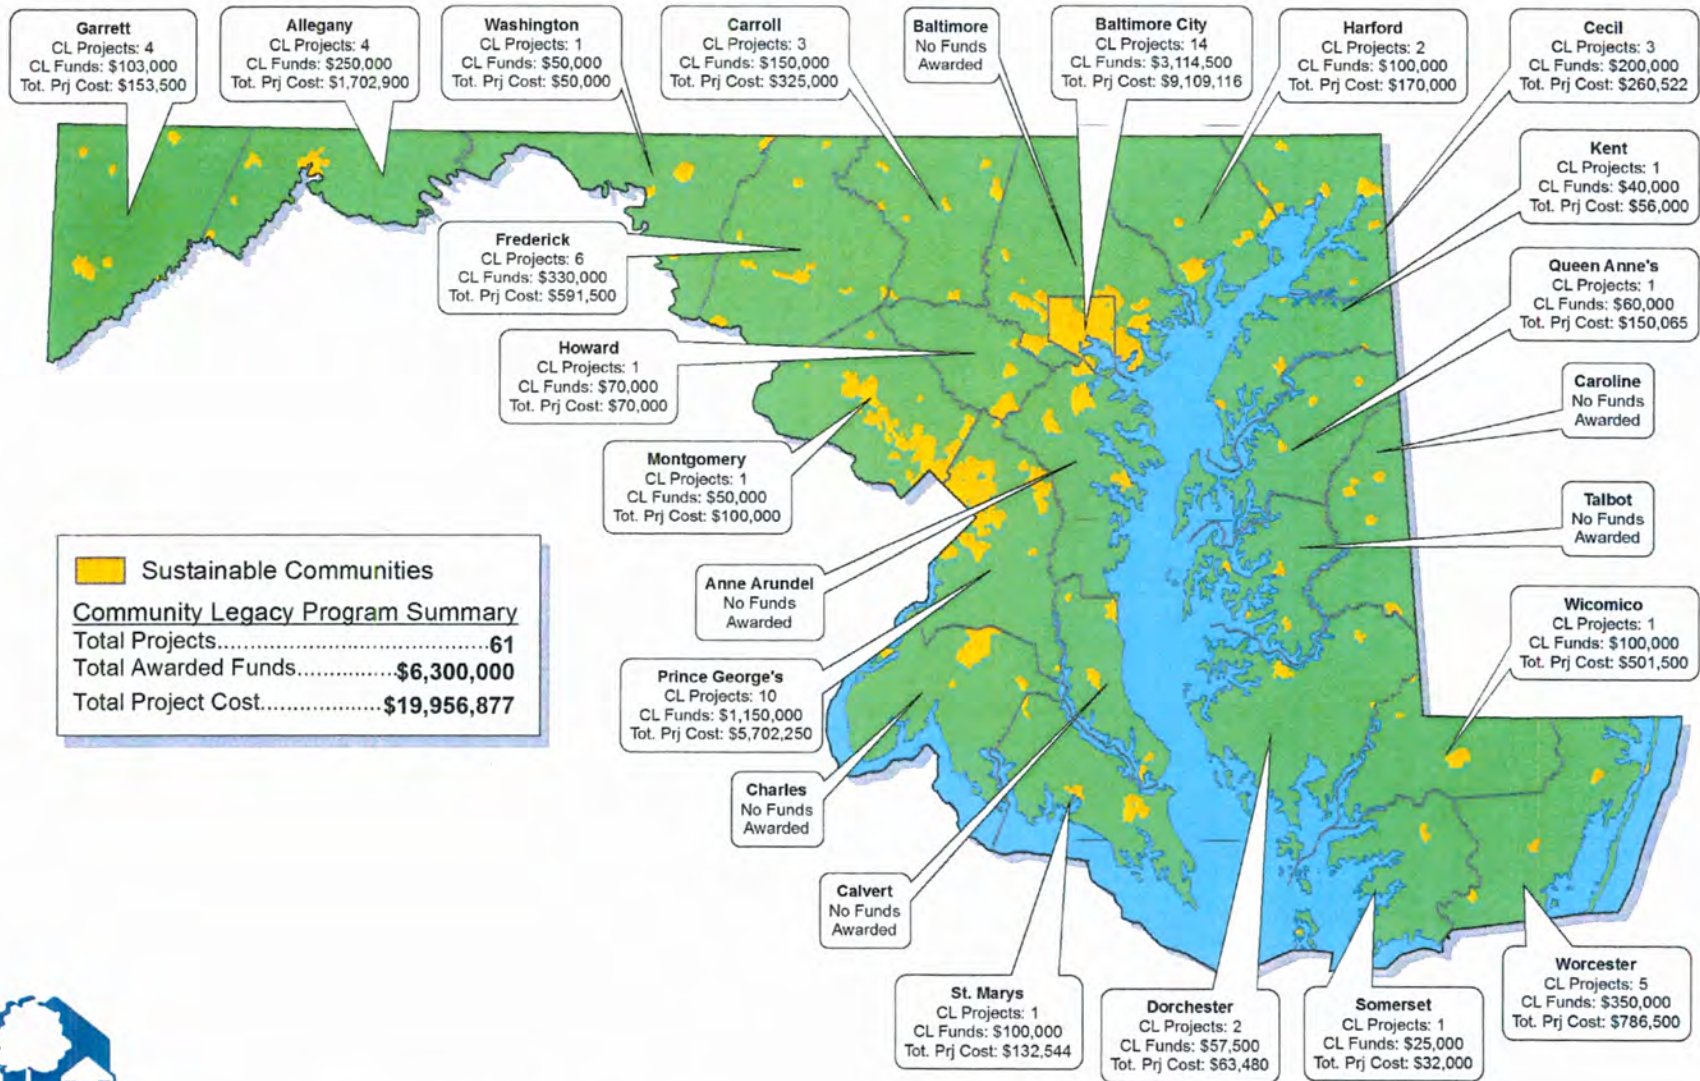 Garrett
CL Projects: 4
CL Funds: $103,000
Tot. Prj Cost: $153,500
Allegany
CL Projects: 4
CL Funds: $250,000
Tot. Prj Cost: $1,702,900
Washington
CL Projects: 1
CL Funds: $50,000
Tot. Prj Cost: $50,000
Carroll
CL Projects: 3
CL Funds: $150,000
Tot. Prj Cost: $325,000
Baltimore
No Funds
Awarded
Baltimore City
CL Projects: 14
CL Funds: $3,114,500
Tot. Prj Cost: $9,109,116
Harford
CL Projects: 2
CL Funds: $100,000
Tot. Prj Cost: $170,000
Cecil
CL Projects: 3
CL Funds: $200,000
Tot. Prj Cost: $260,522
Kent
CL Projects: 1
CL Funds: $40,000
Tot. Prj Cost: $56,000
Frederick
CL Projects: 6
CL Funds: $330,000
Tot. Prj Cost: $591,500
Queen Anne's
CL Projects: 1
CL Funds: $60,000
Tot. Prj Cost: $150,065
Howard
CL Projects: 1
CL Funds: $70,000
Tot. Prj Cost: $70,000
Caroline
No Funds
Awarded
Montgomery
CL Projects: 1
CL Funds: $50,000
Tot. Prj Cost: $100,000
Talbot
No Funds
Awarded
Sustainable Communities
Community Legacy Program Summary
Total Projects..................................61
Total Awarded Funds.............$6,300,000
Total Project Cost...................$19,956,877
Anne Arundel
No Funds
Awarded
Wicomico
CL Projects: 1
CL Funds: $100,000
Tot. Prj Cost: $501,500
Prince George's
CL Projects: 10
CL Funds: $1,150,000
Tot. Prj Cost: $5,702,250
Charles
No Funds
Awarded
Calvert
No Funds
Awarded
St. Marys
CL Projects: 1
CL Funds: $100,000
Tot. Prj Cost: $132,544
Dorchester
CL Projects: 2
CL Funds: $57,500
Tot. Prj Cost: $63,480
Somerset
CL Projects: 1
CL Funds: $25,000
Tot. Prj Cost: $32,000
Worcester
CL Projects: 5
CL Funds: $350,000
Tot. Prj Cost: $786,500